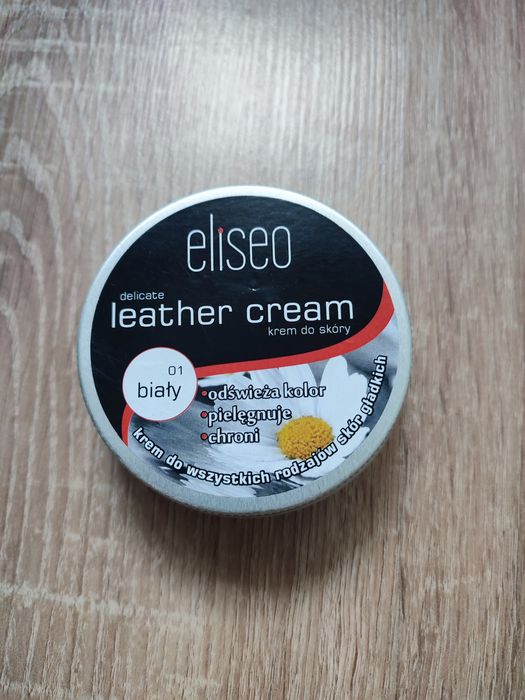 eliseo
delicate
leather cream
krem do skóry
01
biały
•odświeża kolor
•pielęgnuje
•chroni
krem do wszystkich rodzajów skór gładkich